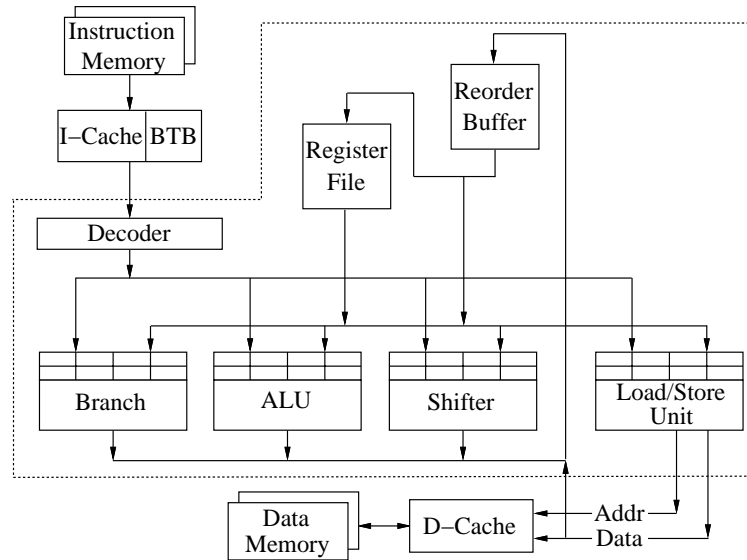 Instruction
Memory
I–Cache
BTB
Reorder
Buffer
Register
File
Decoder
Branch
ALU
Shifter
Load/Store
Unit
Data
Memory
D–Cache
Addr
Data